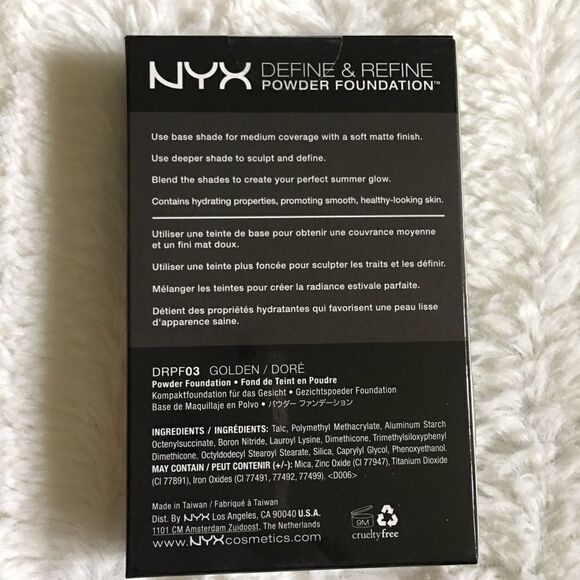 NYX DEFINE & REFINE
POWDER FOUNDATION™
Use base shade for medium coverage with a soft matte finish.
Use deeper shade to sculpt and define.
Blend the shades to create your perfect summer glow.
Contains hydrating properties, promoting smooth, healthy-looking skin.
Utiliser une teinte de base pour obtenir une couvrance moyenne
et un fini mat doux.
Utiliser une teinte plus foncée pour sculpter les traits et les définir.
Mélanger les teintes pour créer la radiance estivale parfaite.
Détient des propriétés hydratantes qui favorisent une peau lisse
d'apparence saine.
DRPF03 GOLDEN / DORÉ
Powder Foundation • Fond de Teint en Poudre
Kompaktfoundation für das Gesicht • Gezichtspoeder Foundation
Base de Maquillaje en Polvo • パウダー ファンデーション
INGREDIENTS / INGRÉDIENTS: Talc, Polymethyl Methacrylate, Aluminum Starch
Octenylsuccinate, Boron Nitride, Lauroyl Lysine, Dimethicone, Trimethylsiloxyphenyl
Dimethicone, Octyldodecyl Stearoyl Stearate, Silica, Caprylyl Glycol, Phenoxyethanol.
MAY CONTAIN / PEUT CONTENIR (+/-): Mica, Zinc Oxide (CI 77947), Titanium Dioxide
(CI 77891), Iron Oxides (CI 77491, 77492, 77499). <D006>
Made in Taiwan / Fabriqué à Taiwan
Dist. By NYX Los Angeles, CA 90040 U.S.A.
1101 CM Amsterdam Zuidoost, The Netherlands
www.NYXcosmetics.com
9M
crueltyfree